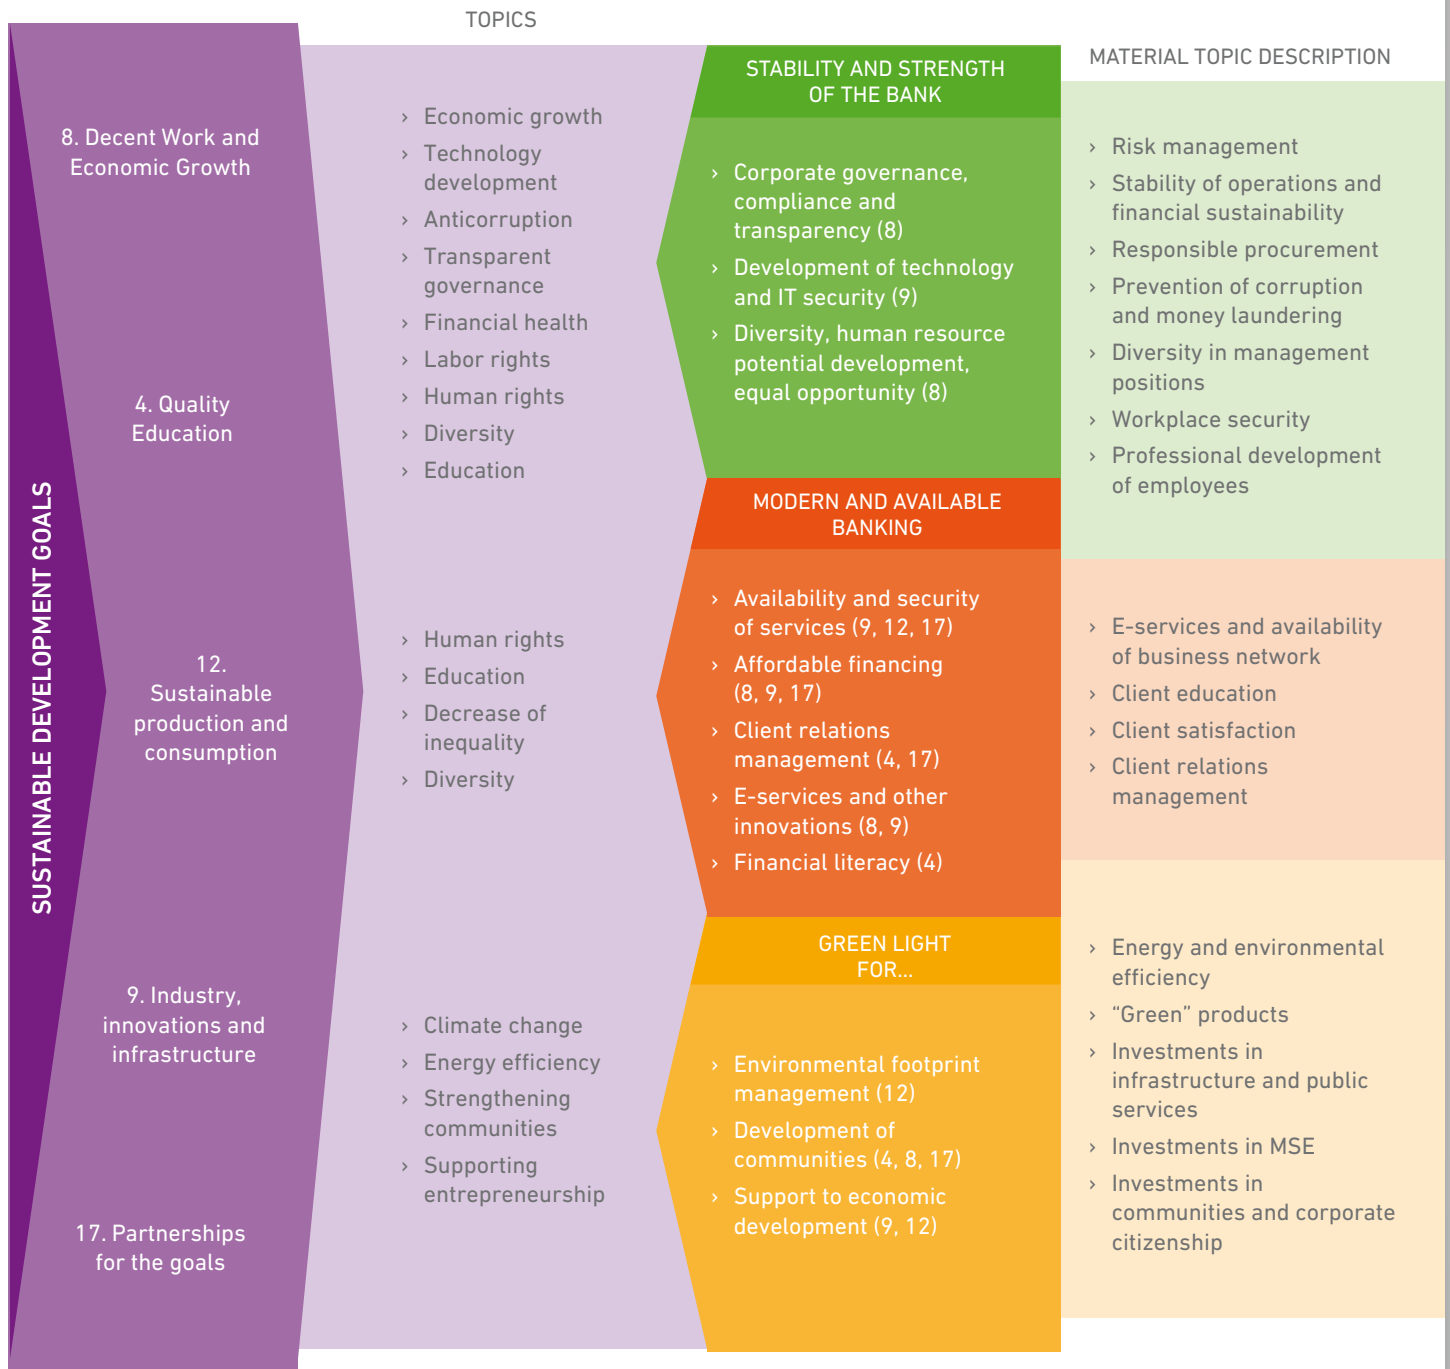 TOPICS
SUSTAINABLE DEVELOPMENT GOALS
8. Decent Work and
Economic Growth
4. Quality
Education
12.
Sustainable
production and
consumption
9. Industry,
innovations and
infrastructure
17. Partnerships
for the goals
› Economic growth
› Technology
development
› Anticorruption
› Transparent
governance
› Financial health
› Labor rights
› Human rights
› Diversity
› Education
› Human rights
› Education
› Decrease of
inequality
› Diversity
› Climate change
› Energy efficiency
› Strengthening
communities
› Supporting
entrepreneurship
STABILITY AND STRENGTH
OF THE BANK
› Corporate governance,
compliance and
transparency (8)
› Development of technology
and IT security (9)
› Diversity, human resource
potential development,
equal opportunity (8)
MODERN AND AVAILABLE
BANKING
› Availability and security
of services (9, 12, 17)
› Affordable financing
(8, 9, 17)
› Client relations
management (4, 17)
› E-services and other
innovations (8, 9)
› Financial literacy (4)
GREEN LIGHT
FOR...
› Environmental footprint
management (12)
› Development of
communities (4, 8, 17)
› Support to economic
development (9, 12)
MATERIAL TOPIC DESCRIPTION
› Risk management
› Stability of operations and
financial sustainability
› Responsible procurement
› Prevention of corruption
and money laundering
› Diversity in management
positions
› Workplace security
› Professional development
of employees
› E-services and availability
of business network
› Client education
› Client satisfaction
› Client relations
management
› Energy and environmental
efficiency
› “Green” products
› Investments in
infrastructure and public
services
› Investments in MSE
› Investments in
communities and corporate
citizenship